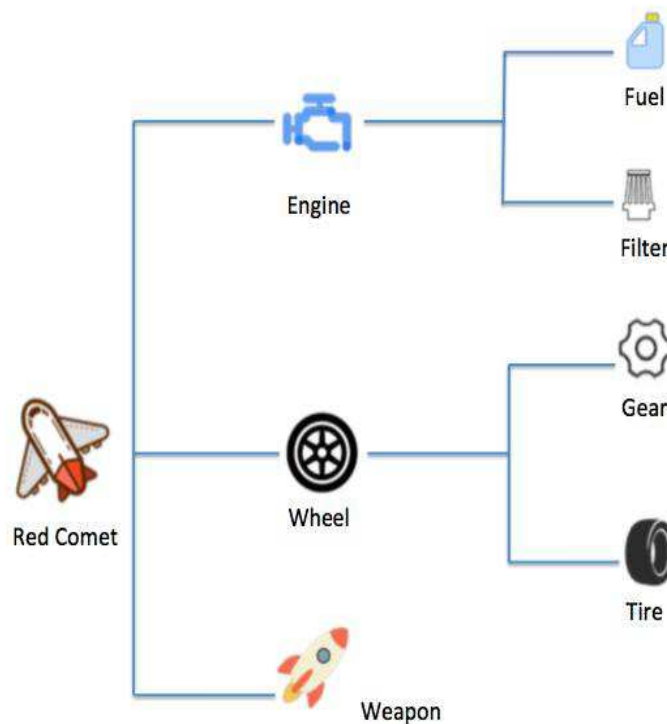 Fuel
Engine
Filter
Gear
Red Comet
Wheel
Tire
Weapon